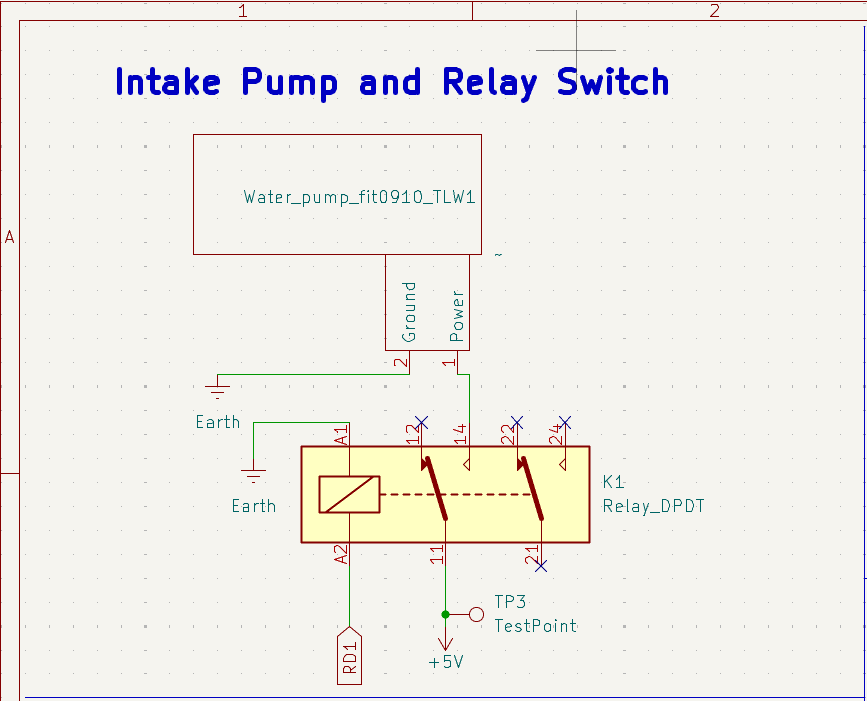 1
2
Intake Pump and Relay Switch
Water_pump_fit0910_TLW1
A
~
Ground
Power
2
1
Earth
A1
12
14
22
24
K1
Relay_DPDT
Earth
A2
11
21
TP3
TestPoint
RD1
+5V